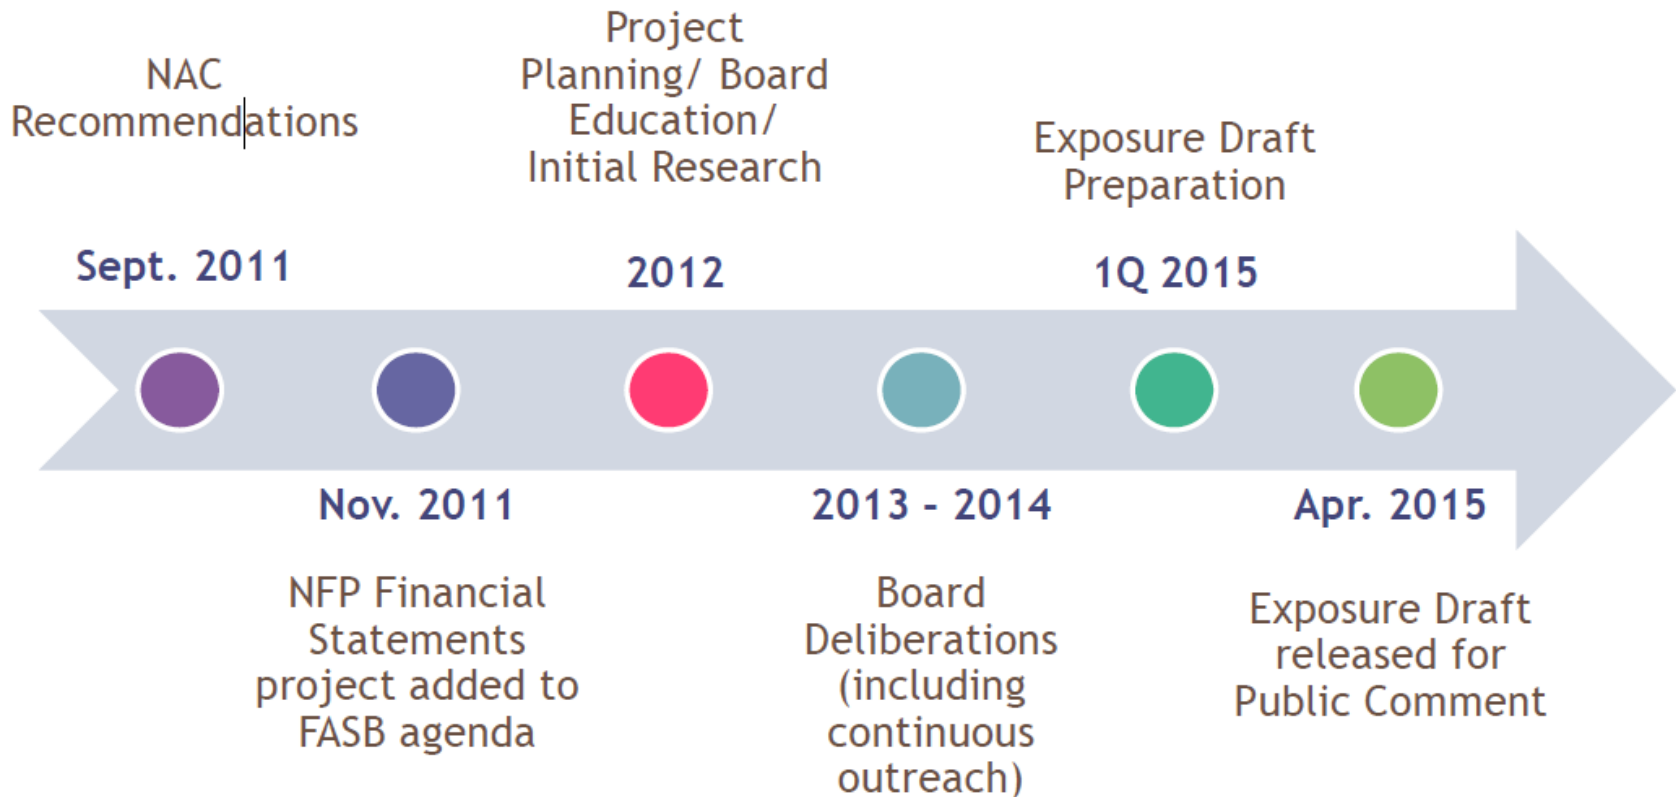 NAC
Recommendations
Sept. 2011
Nov. 2011
NFP Financial
Statements
project added to
FASB agenda
Project
Planning/ Board
Education/
Initial Research
2012
2013 - 2014
Board
Deliberations
(including
continuous
outreach)
Exposure Draft
Preparation
1Q 2015
Apr. 2015
Exposure Draft
released for
Public Comment